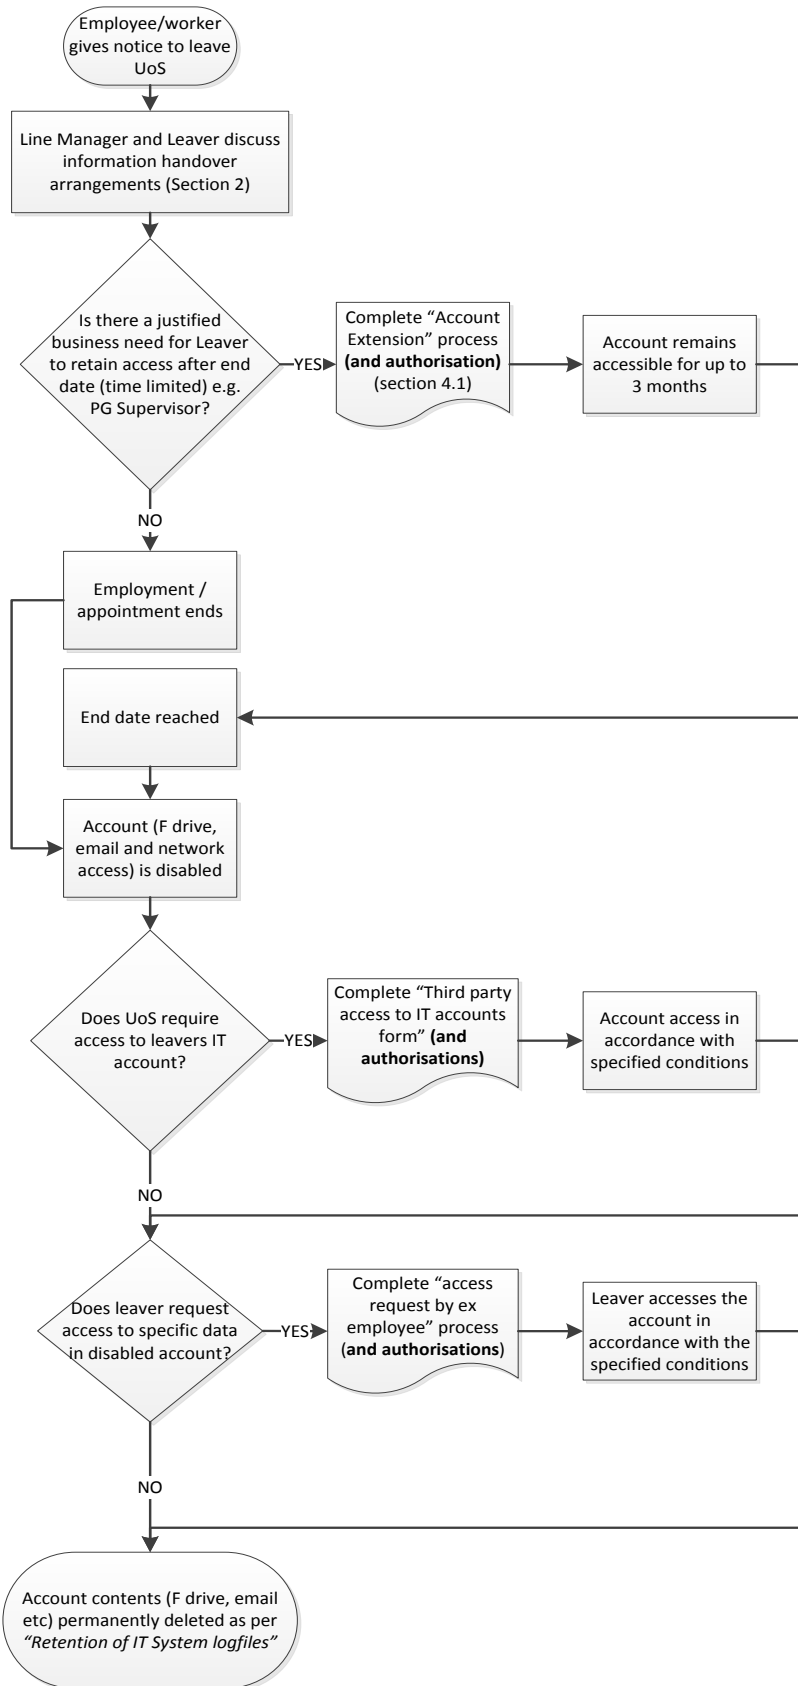 Employee/worker
gives notice to leave
UoS
Line Manager and Leaver discuss
information handover
arrangements (Section 2)
Is there a justified
business need for Leaver
to retain access after end
date (time limited) e.g.
PG Supervisor?
YES
Complete “Account
Extension” process
(and authorisation)
(section 4.1)
Account remains
accessible for up to
3 months
NO
Employment /
appointment ends
End date reached
Account (F drive,
email and network
access) is disabled
Does UoS require
access to leavers IT
account?
YES
Complete “Third party
access to IT accounts
form” (and
authorisations)
Account access in
accordance with
specified conditions
NO
Does leaver request
access to specific data
in disabled account?
YES
Complete “access
request by ex
employee” process
(and authorisations)
Leaver accesses the
account in
accordance with the
specified conditions
NO
Account contents (F drive, email
etc) permanently deleted as per
“Retention of IT System logfiles”